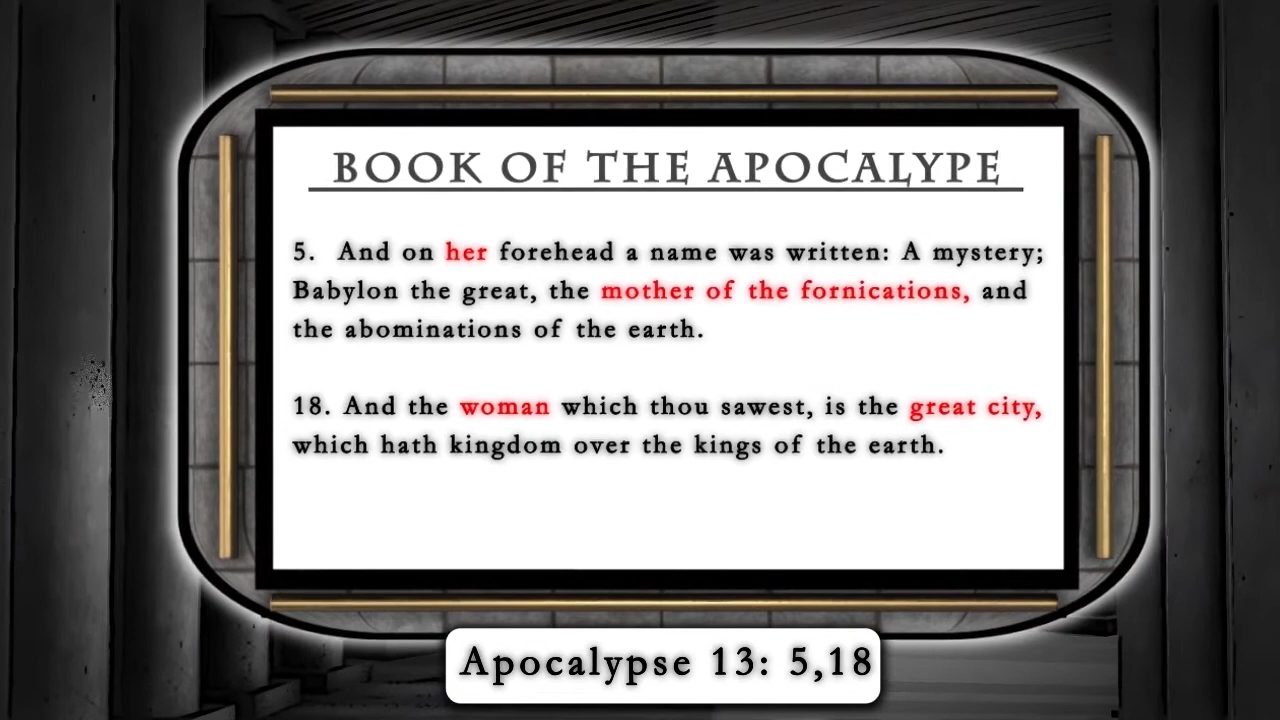 BOOK OF THE APOCALYPE
5. And on her forehead a name was written: A mystery;
Babylon the great, the mother of the fornications, and
the abominations of the earth.
18. And the woman which thou sawest, is the great city,
which hath kingdom over the kings of the earth.
Apocalypse 13: 5,18